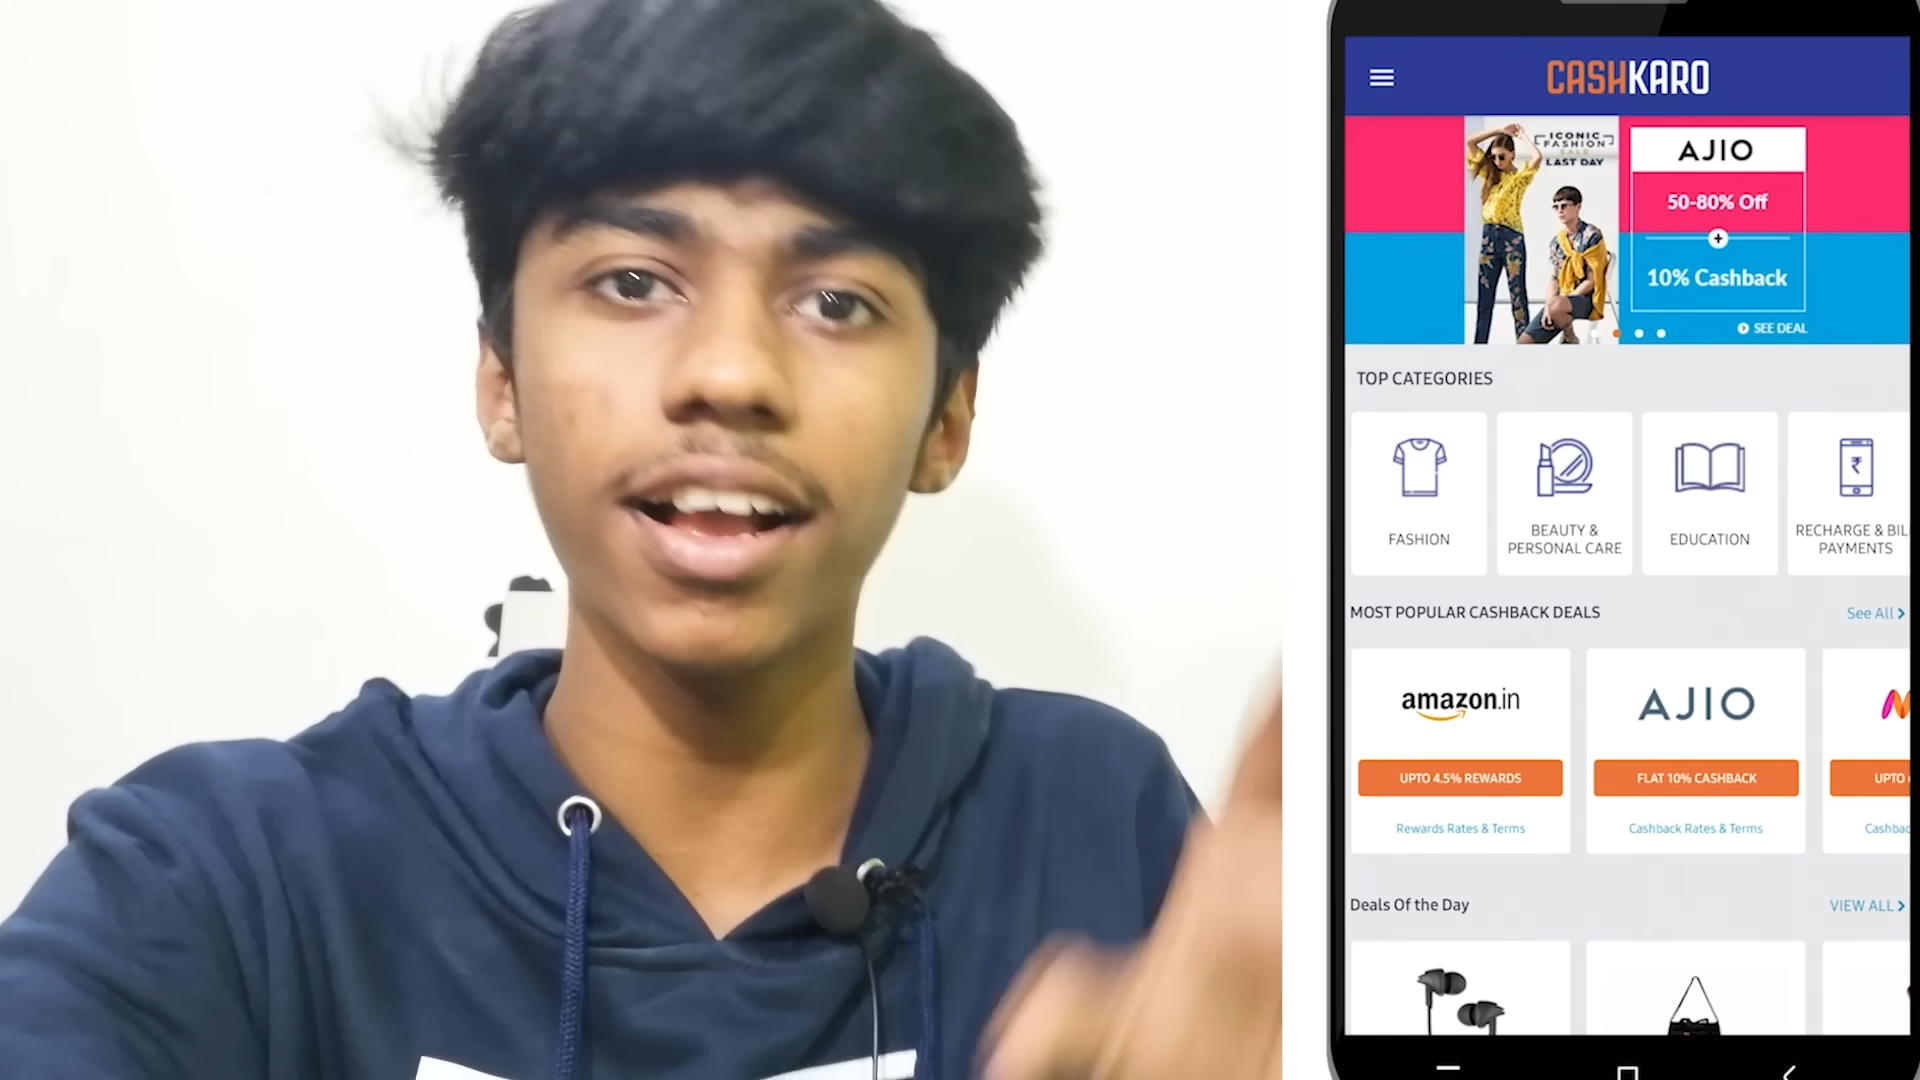 CASHKARO
ICONIC
FASHION
SALE
LAST DAY
AJIO
50-80% Off
+
10% Cashback
SEE DEAL
TOP CATEGORIES
FASHION
BEAUTY &
PERSONAL CARE
EDUCATION
RECHARGE & BIL
PAYMENTS
MOST POPULAR CASHBACK DEALS
See All >
amazon.in
AJIO
UPTO 4.5% REWARDS
FLAT 10% CASHBACK
UPTO
Rewards Rates & Terms
Cashback Rates & Terms
Cashbac
Deals Of the Day
VIEW ALL >